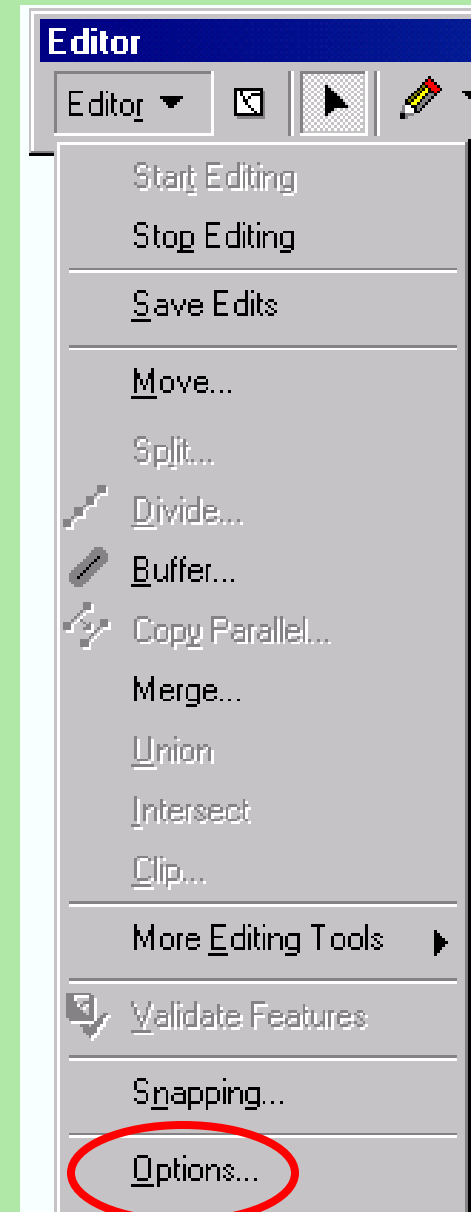 Editor
Editor
Start Editing
Stop Editing
Save Edits
Move...
Split...
Divide...
Buffer...
Copy Parallel...
Merge...
Union
Intersect
Clip...
More Editing Tools
Validate Features
Snapping...
Options...